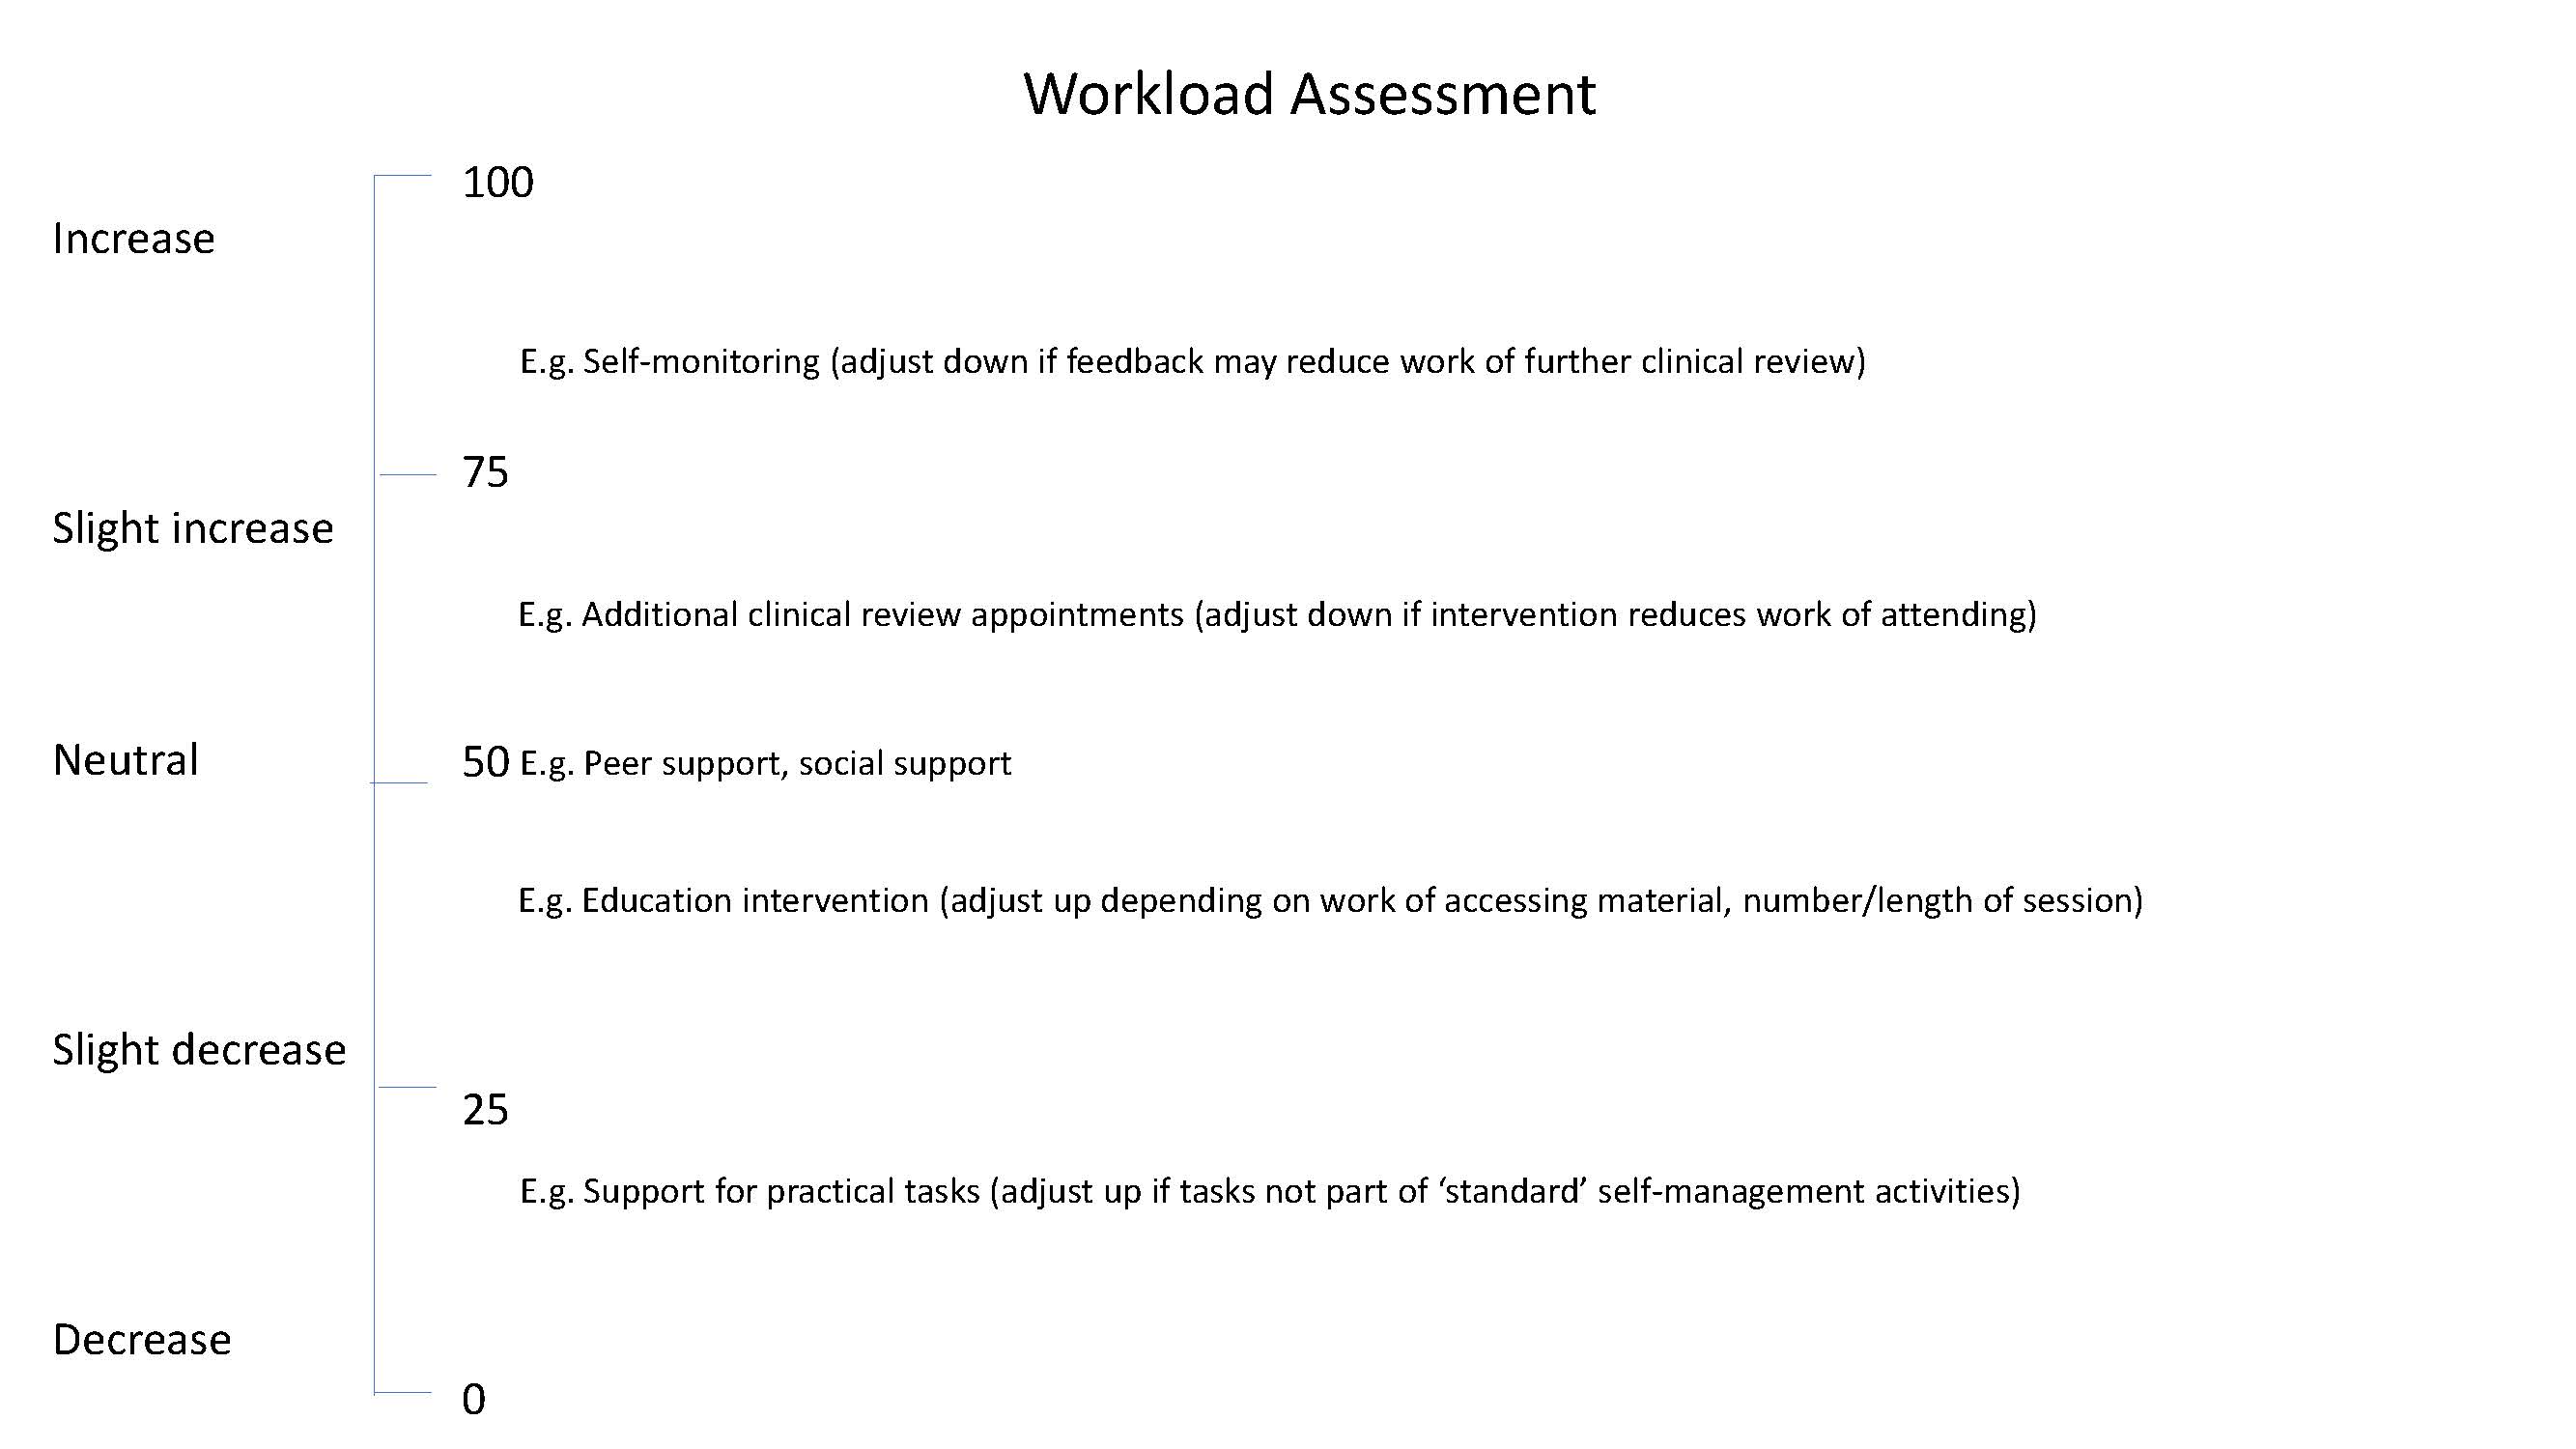 Workload Assessment
100
Increase
E.g. Self-monitoring (adjust down if feedback may reduce work of further clinical review)
75
Slight increase
E.g. Additional clinical review appointments (adjust down if intervention reduces work of attending)
Neutral
50 E.g. Peer support, social support
E.g. Education intervention (adjust up depending on work of accessing material, number/length of session)
Slight decrease
25
E.g. Support for practical tasks (adjust up if tasks not part of ‘standard’ self-management activities)
Decrease
0